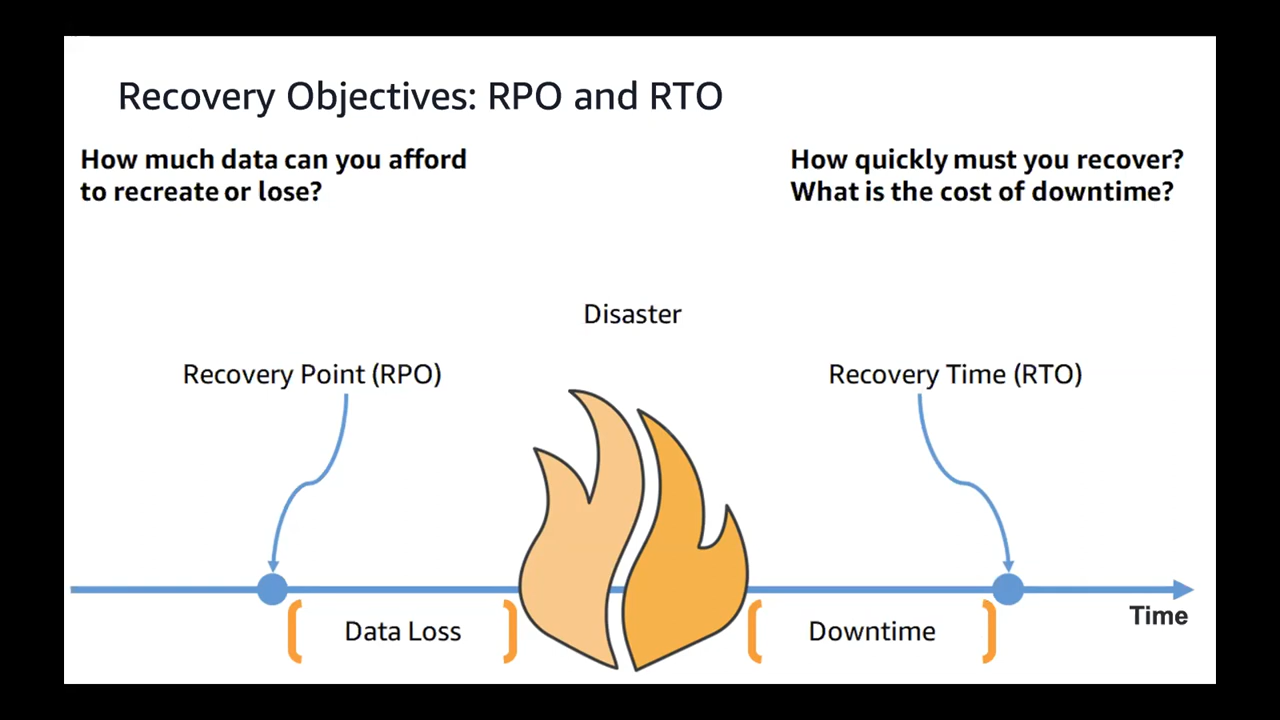 Recovery Objectives: RPO and RTO
How much data can you afford
to recreate or lose?
How quickly must you recover?
What is the cost of downtime?
Disaster
Recovery Point (RPO)
Recovery Time (RTO)
Data Loss
Downtime
Time